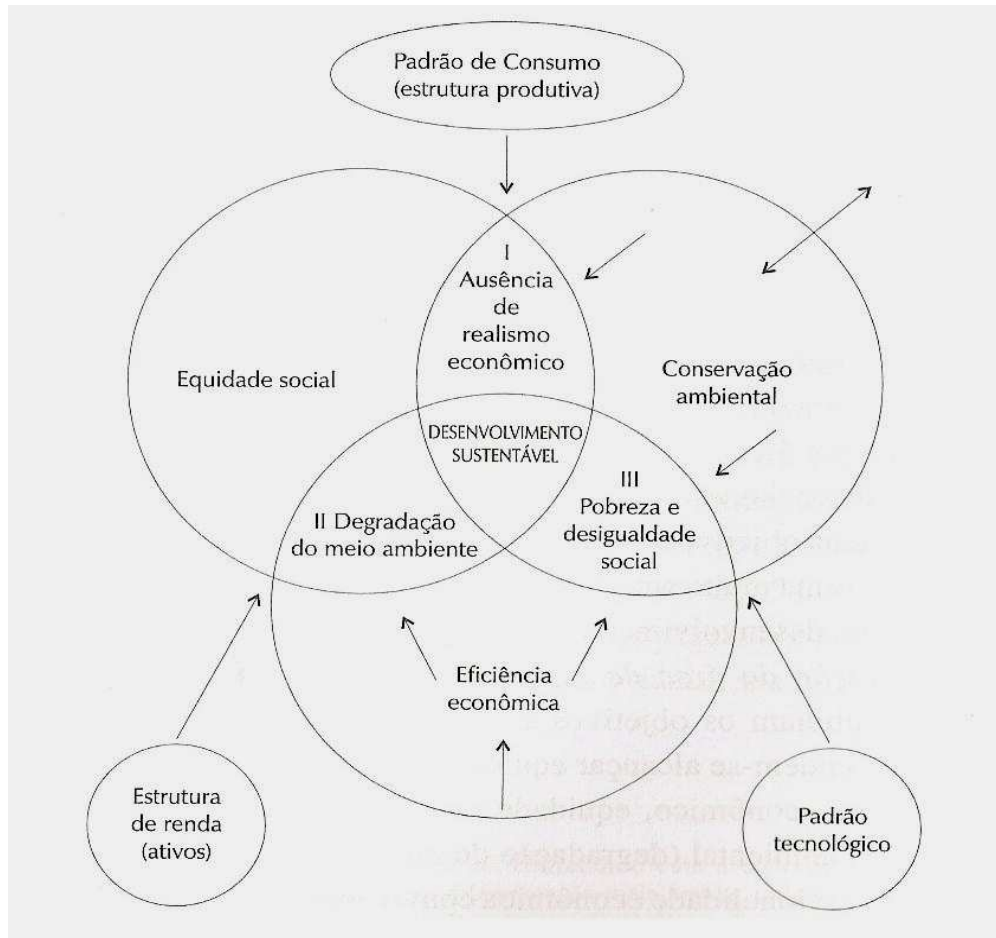 Padrão de Consumo
(estrutura produtiva)
I
Ausência
de
realismo
econômico
Equidade social
Conservação
ambiental
DESENVOLVIMENTO
SUSTENTÁVEL
II Degradação
do meio ambiente
III
Pobreza e
desigualdade
social
Eficiência
econômica
Estrutura
de renda
(ativos)
Padrão
tecnológico